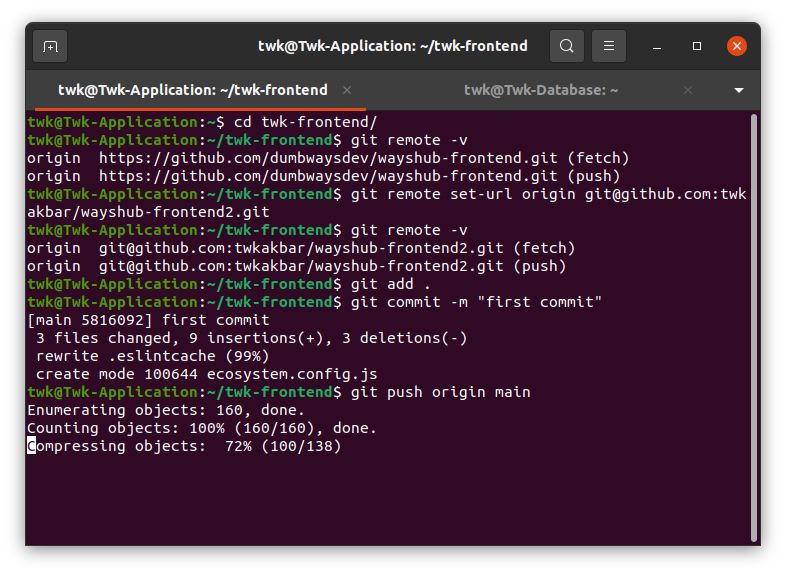 twk@Twk-Application: ~/twk-frontend
twk@Twk-Application: ~/twk-frontend
twk@Twk-Database: ~
twk@Twk-Application:~$ cd twk-frontend/
twk@Twk-Application:~/twk-frontend$ git remote -v
origin  https://github.com/dumbwaysdev/wayshub-frontend.git (fetch)
origin  https://github.com/dumbwaysdev/wayshub-frontend.git (push)
twk@Twk-Application:~/twk-frontend$ git remote set-url origin git@github.com:twk
akbar/wayshub-frontend2.git
twk@Twk-Application:~/twk-frontend$ git remote -v
origin  git@github.com:twkakbar/wayshub-frontend2.git (fetch)
origin  git@github.com:twkakbar/wayshub-frontend2.git (push)
twk@Twk-Application:~/twk-frontend$ git add .
twk@Twk-Application:~/twk-frontend$ git commit -m "first commit"
[main 5816092] first commit
 3 files changed, 9 insertions(+), 3 deletions(-)
 rewrite .eslintcache (99%)
 create mode 100644 ecosystem.config.js
twk@Twk-Application:~/twk-frontend$ git push origin main
Enumerating objects: 160, done.
Counting objects: 100% (160/160), done.
Compressing objects:  72% (100/138)